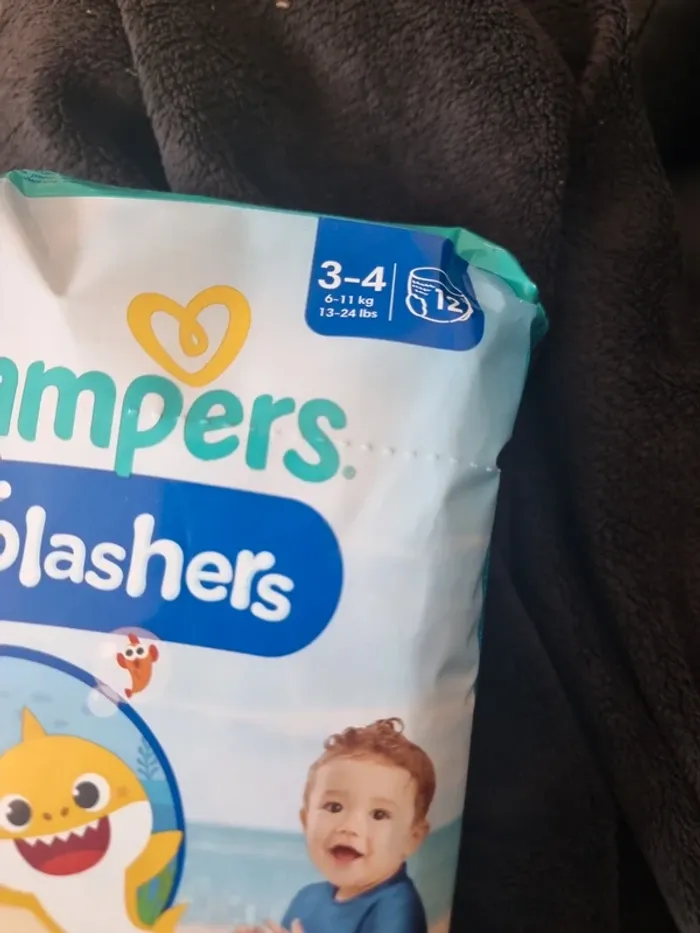 3-4
6-11 kg
13-24 lbs
12
ampers®
plashers